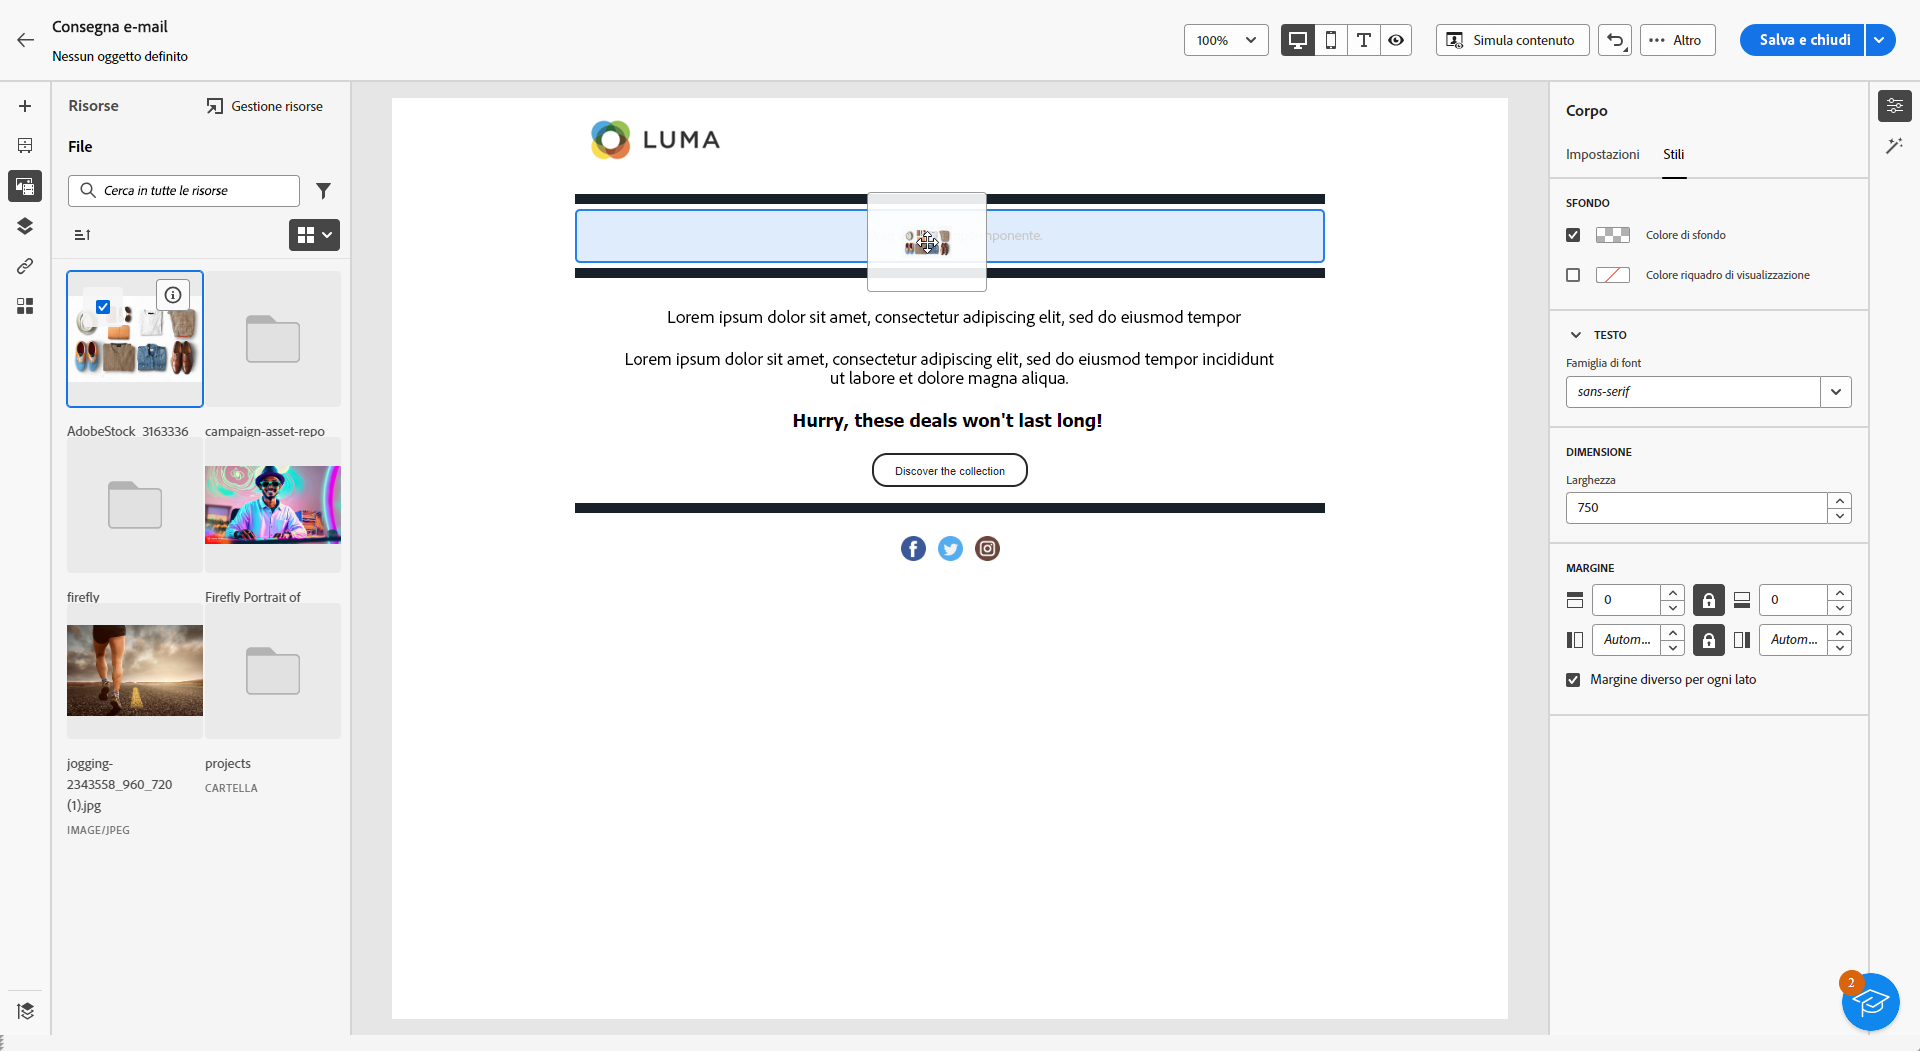 Consegna e-mail
Nessun oggetto definito
100%
Simula contenuto
Altro
Salva e chiudi
Risorse
Gestione risorse
File
Cerca in tutte le risorse
AdobeStock_3163336
campaign-asset-repo
firefly
Firefly Portrait of
jogging-
2343558_960_720
(1).jpg
IMAGE/JPEG
projects
CARTELLA
LUMA
Lorem ipsum dolor sit amet, consectetur adipiscing elit, sed do eiusmod tempor
Lorem ipsum dolor sit amet, consectetur adipiscing elit, sed do eiusmod tempor incididunt
ut labore et dolore magna aliqua.
Hurry, these deals won't last long!
Discover the collection
Corpo
Impostazioni
Stili
SFONDO
Colore di sfondo
Colore riquadro di visualizzazione
TESTO
Famiglia di font
sans-serif
DIMENSIONE
Larghezza
750
MARGINE
0
0
Autom...
Autom...
Margine diverso per ogni lato
2